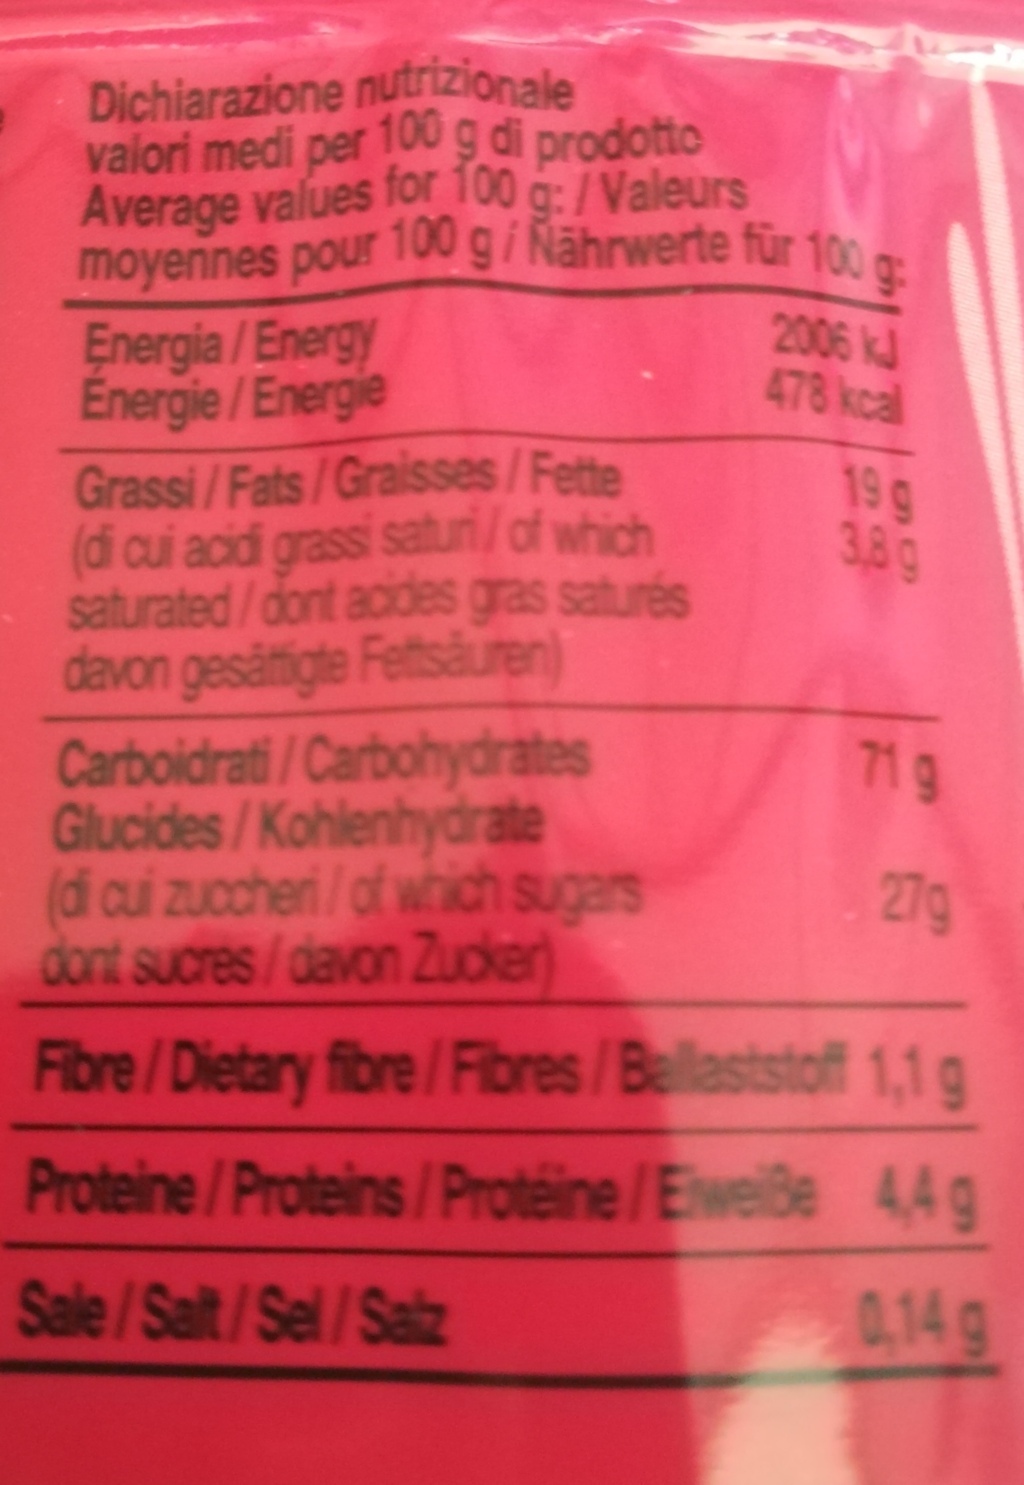 Dichiarazione nutrizionale
valori medi per 100 g di prodotto
Average values for 100 g: / Valeurs
moyennes pour 100 g / Nährwerte für 100 g:
Energia / Energy 2006 kJ
Énergie / Energie 478 kcal
Grassi / Fats / Graisses / Fette 19 g
(di cui acidi grassi saturi / of which 3,8 g
saturated / dont acides gras saturés
davon gesättigte Fettsäuren)
Carboidrati / Carbohydrates 71 g
Glucides / Kohlenhydrate
(di cui zuccheri / of which sugars 27g
dont sucres / davon Zucker)
Fibre / Dietary fibre / Fibres / Ballaststoff 1,1 g
Proteine / Proteins / Protéine / Eiweiße 4,4 g
Sale / Salt / Sel / Satz 0,14 g